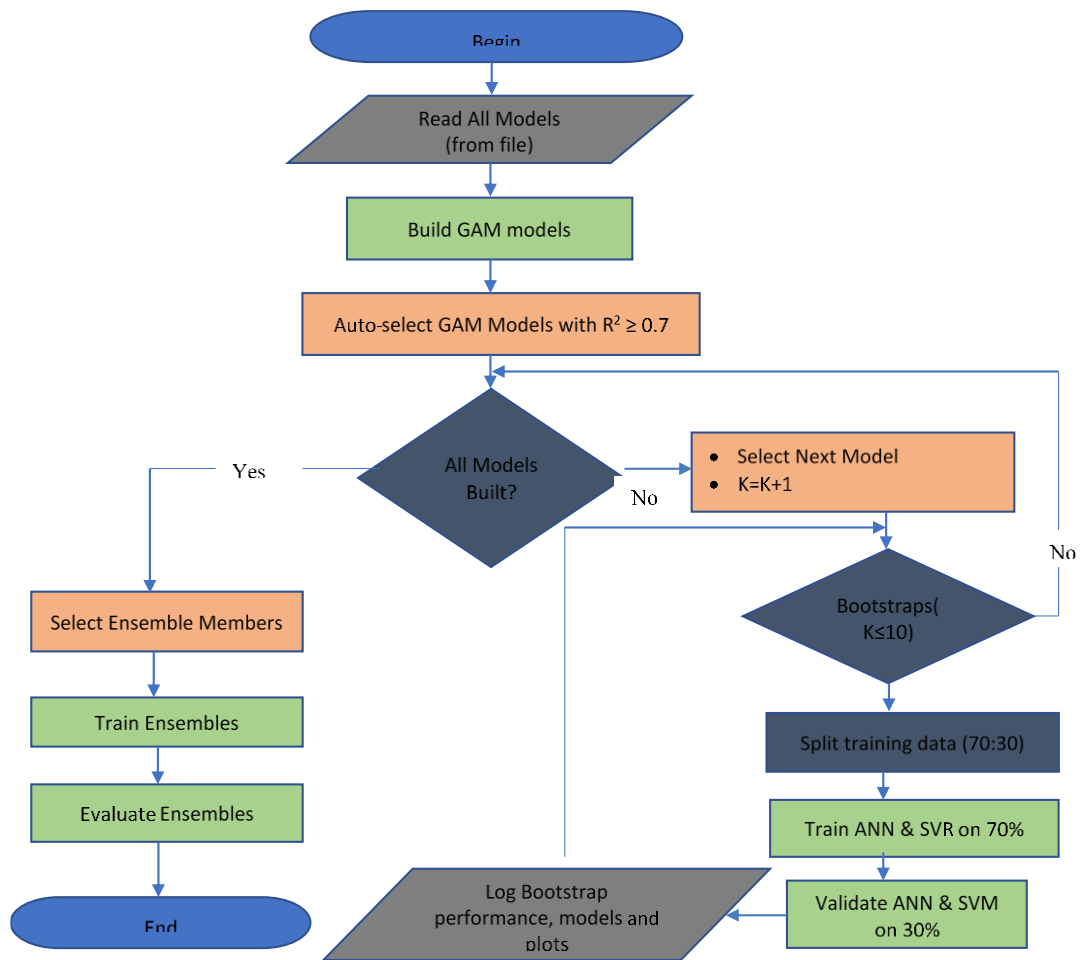 Begin
Read All Models
(from file)
Build GAM models
Auto-select GAM Models with R² ≥ 0.7
All Models
Built?
Yes
No
• Select Next Model
• K=K+1
No
Bootstraps(
K≤10)
Select Ensemble Members
Train Ensembles
Evaluate Ensembles
End
Split training data (70:30)
Train ANN & SVR on 70%
Validate ANN & SVM
on 30%
Log Bootstrap
performance, models and
plots